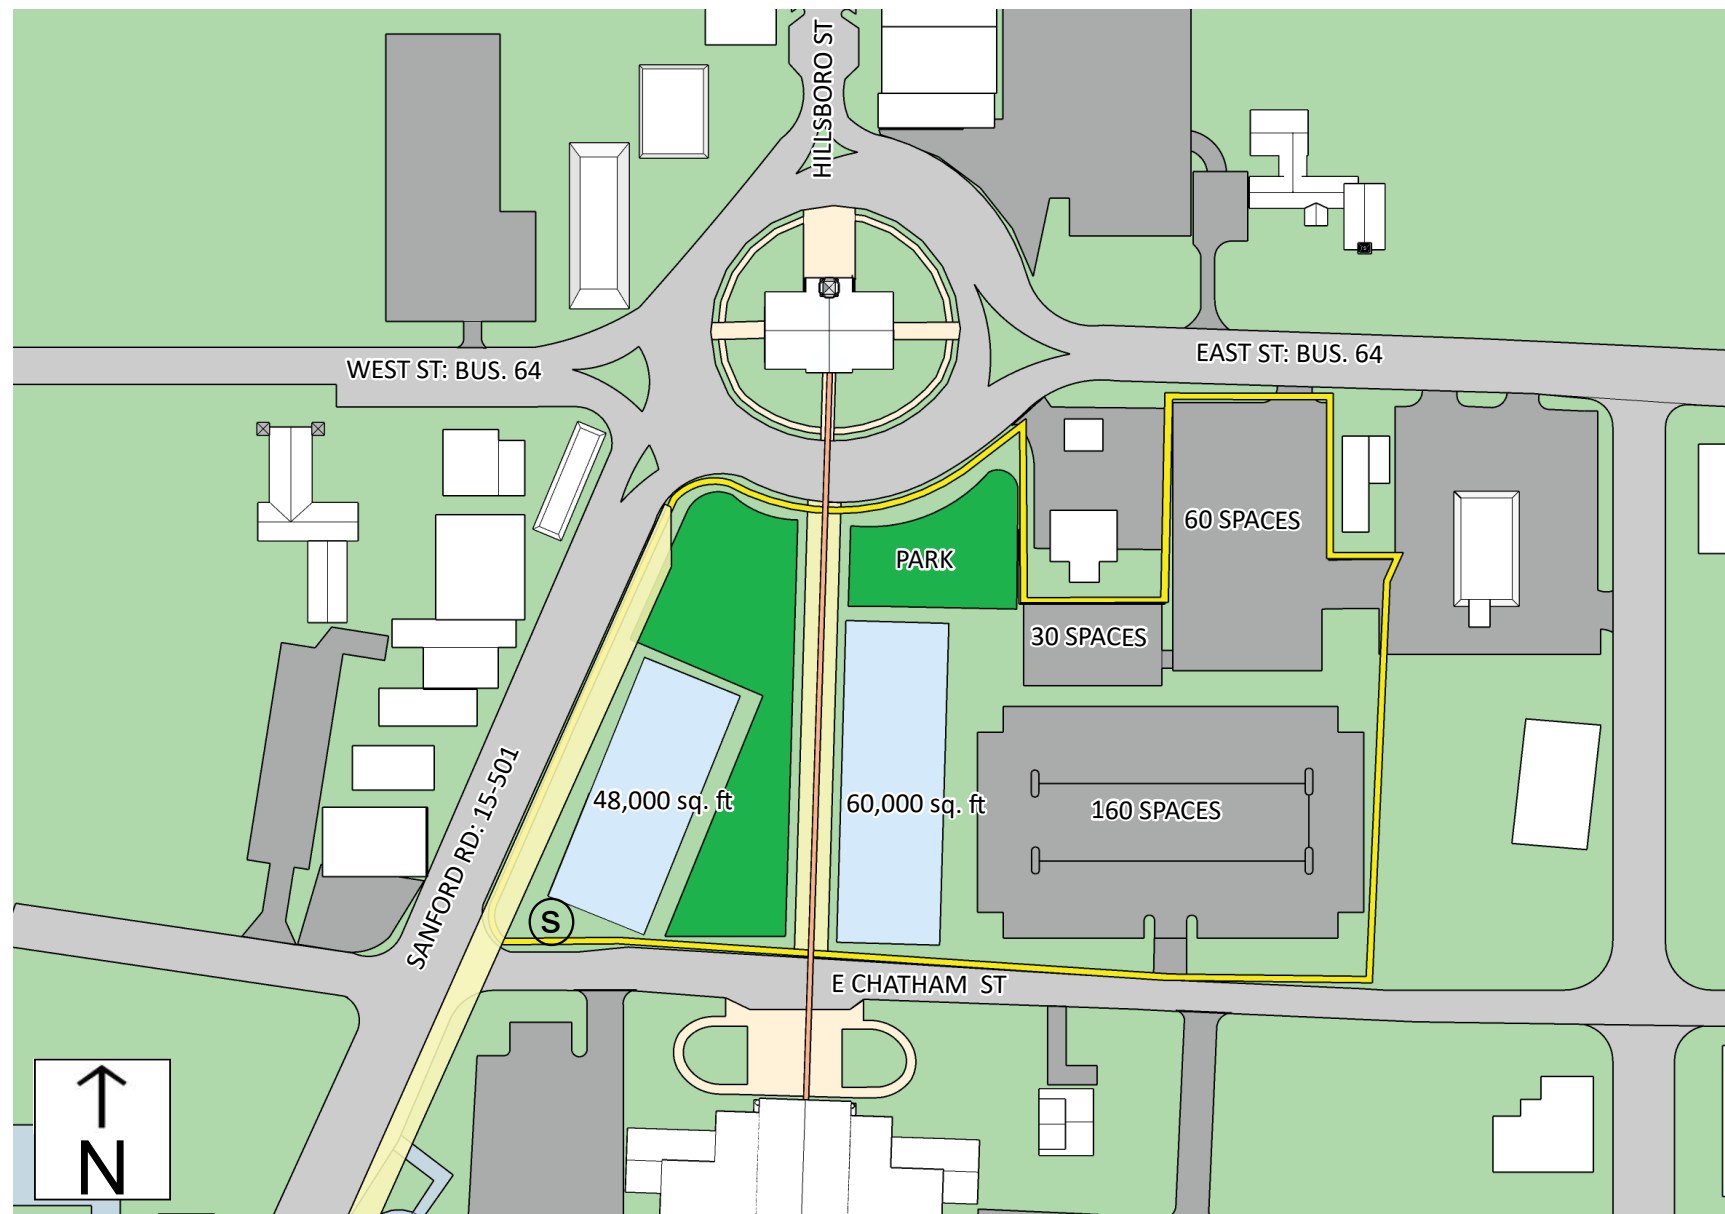 HILLSBORO ST
WEST ST: BUS. 64
EAST ST: BUS. 64
60 SPACES
PARK
30 SPACES
48,000 sq. ft
60,000 sq. ft
160 SPACES
SANFORD RD: 15-501
S
E CHATHAM ST
N